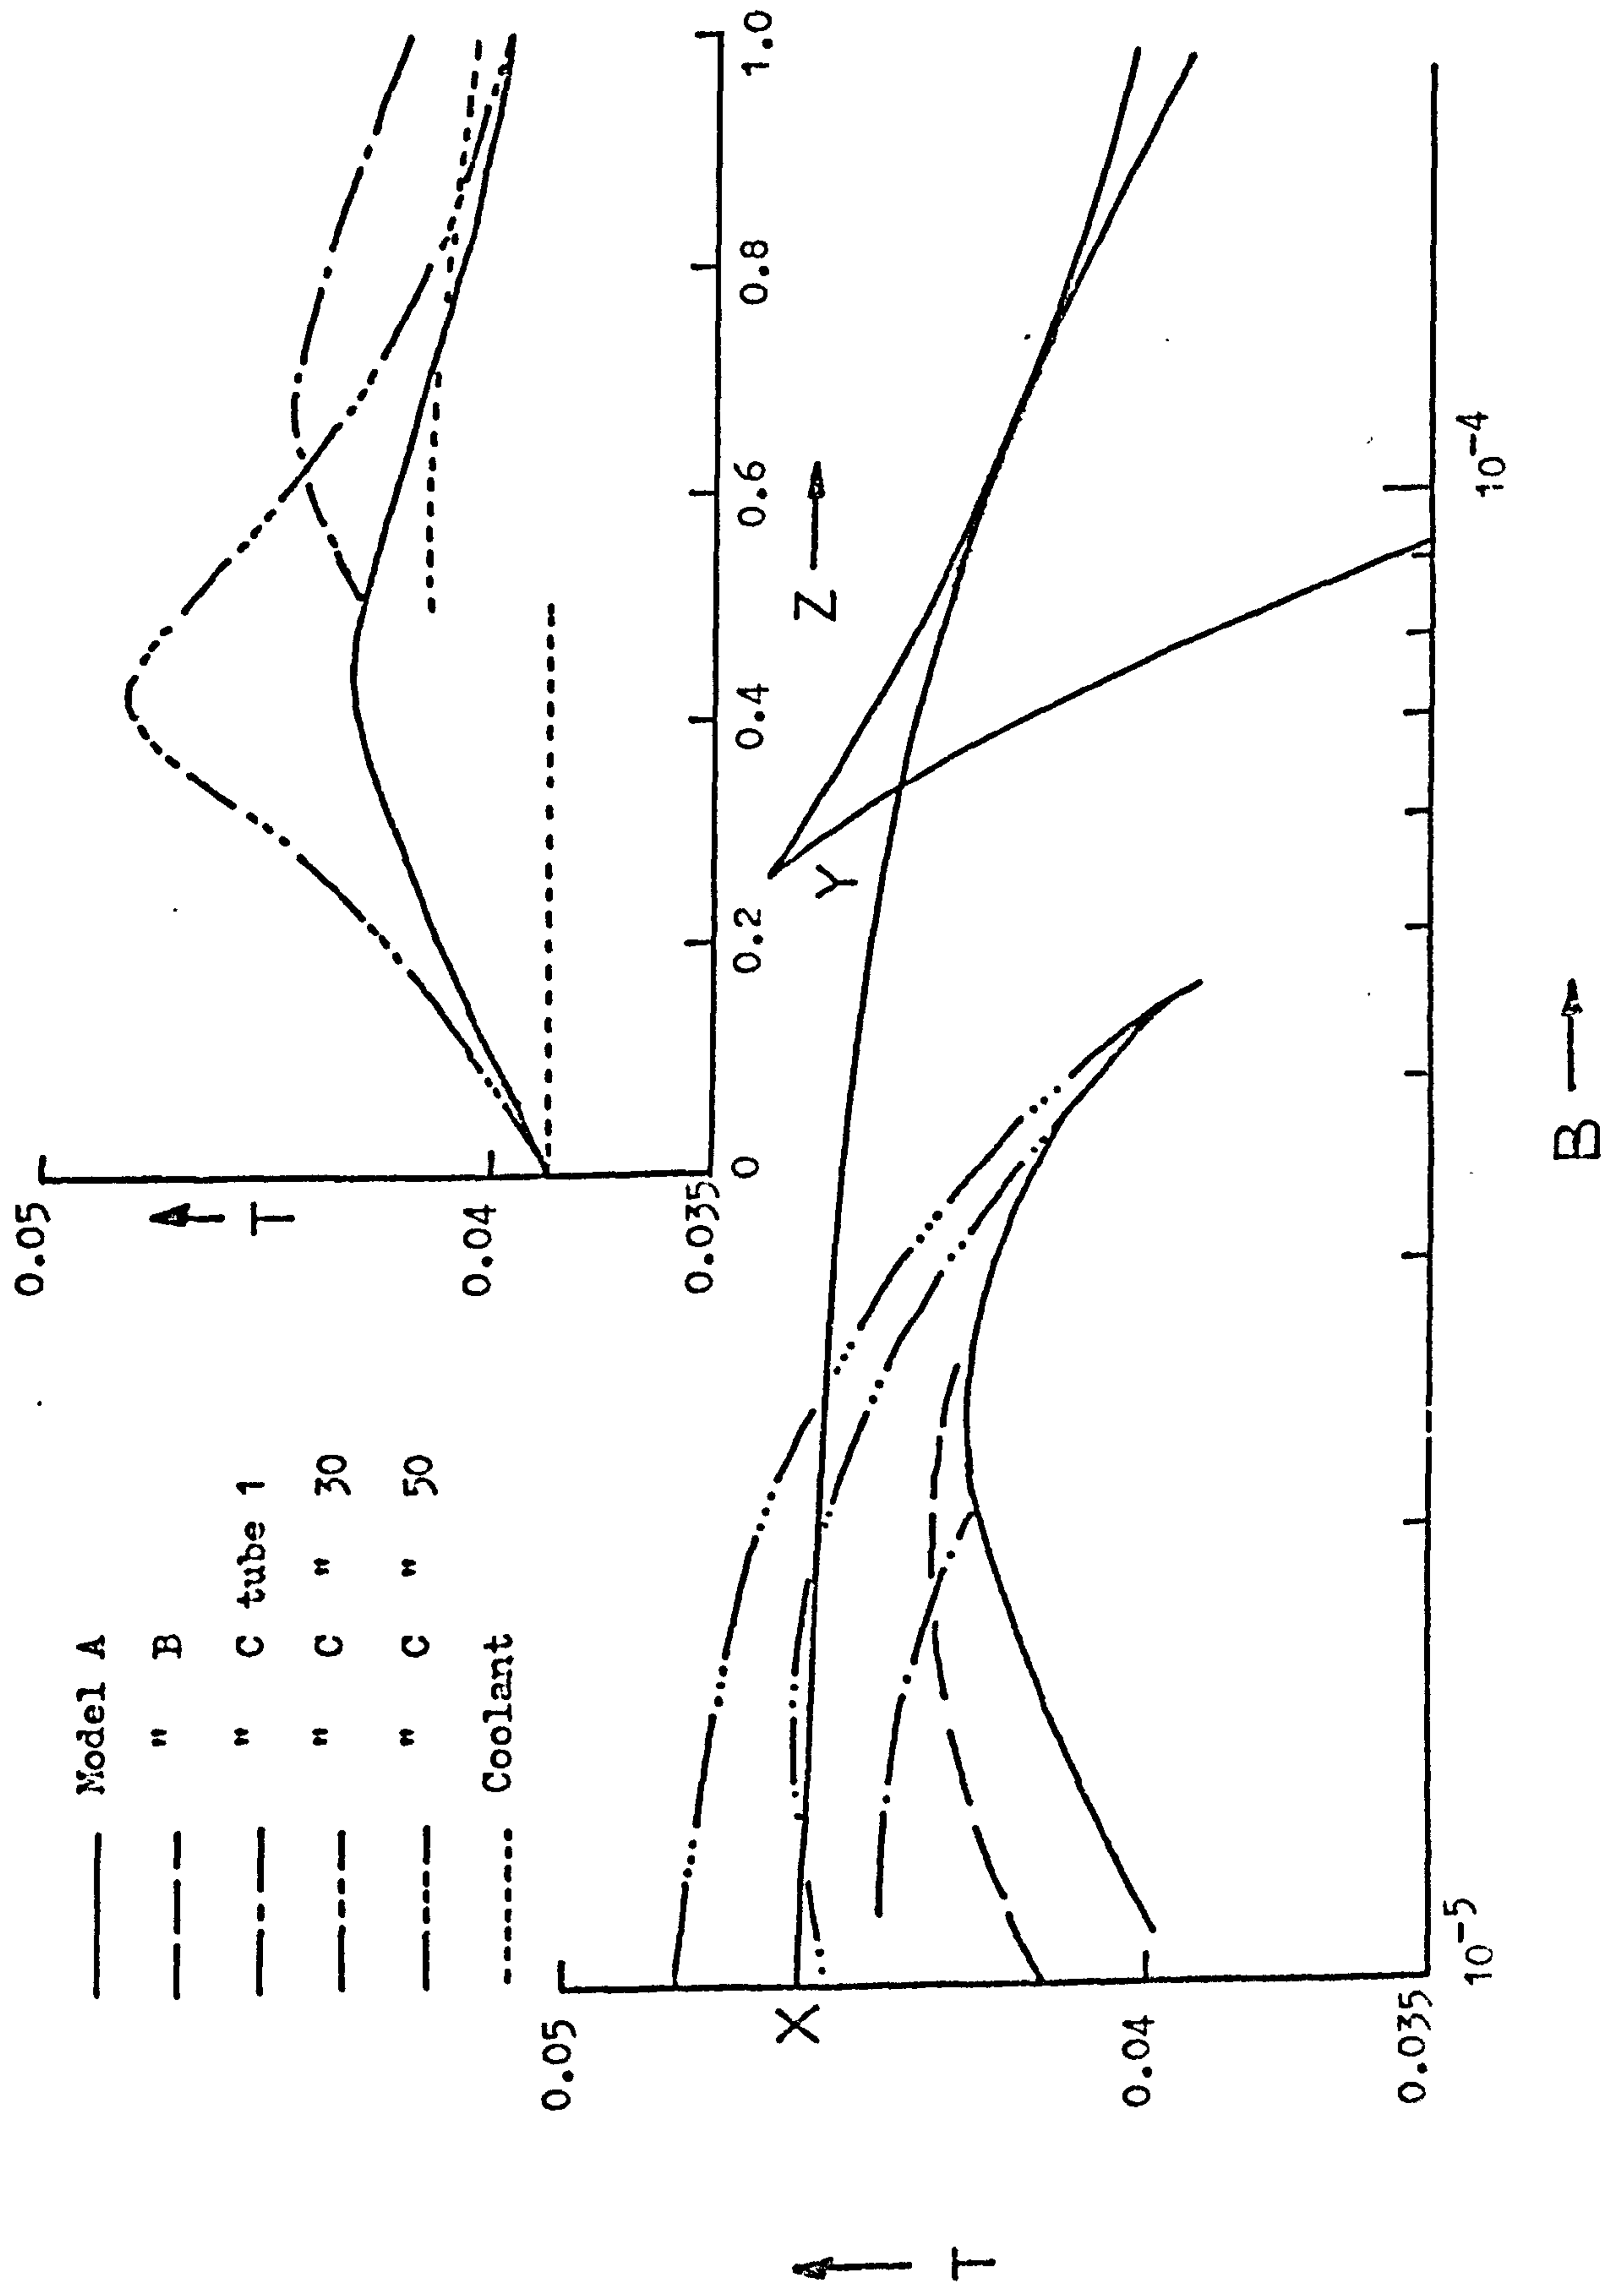 Model A
" B
" C tube 1
" C " 30
" C " 50
Coolant
0.05
T
0.04
0.035
0 0.2 0.4 0.6 0.8 1.0
Z
0.05
X
Y
0.04
T
0.035
10-5 10-4
B